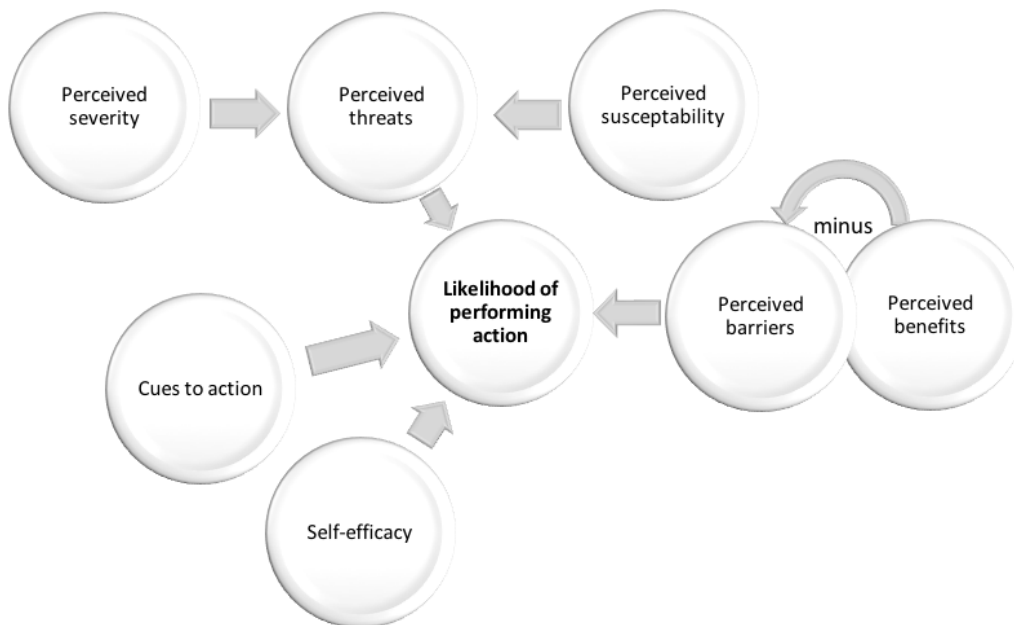 Perceived
severity
Perceived
threats
Perceived
susceptability
minus
Likelihood of
performing
action
Perceived
barriers
Perceived
benefits
Cues to action
Self-efficacy